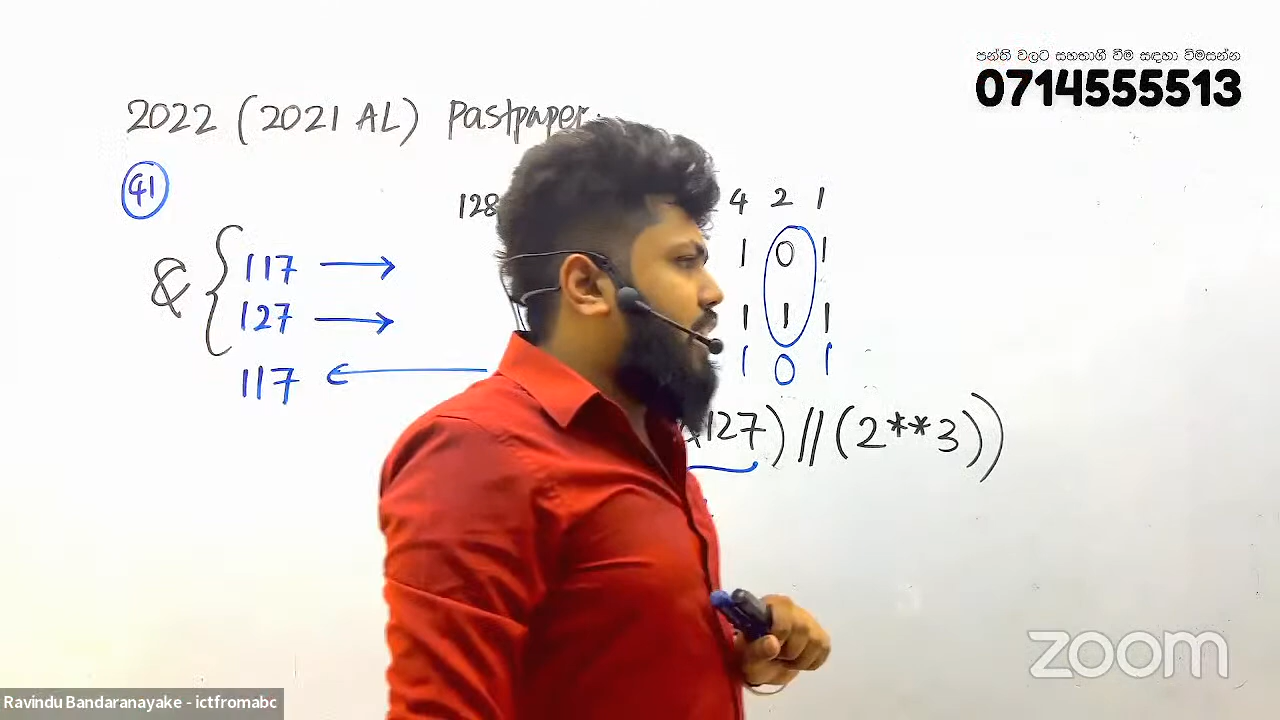 පන්ති වලට සහභාගී වීම සඳහා විමසන්න
0714555513
2022 (2021 AL) Pastpaper.
41
128 4 2 1
& { 117 → 1 0 1
127 → 1 1 1
117 ← 1 0 1
127) // (2**3))
zoom
Ravindu Bandaranayake - ictfromabc